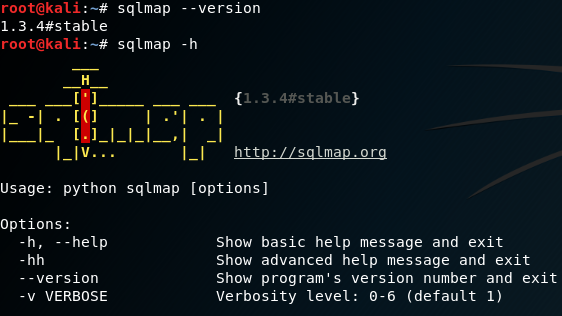 root@kali:~# sqlmap --version
1.3.4#stable
root@kali:~# sqlmap -h
        ___
       __H__
 ___ ___[']_____ ___ ___  {1.3.4#stable}
|_ -| . [(]     | .'| . |
|___|_  [.]_|_|_|__,|  _|
      |_|V...       |_|   http://sqlmap.org
Usage: python sqlmap [options]
Options:
  -h, --help            Show basic help message and exit
  -hh                   Show advanced help message and exit
  --version             Show program's version number and exit
  -v VERBOSE            Verbosity level: 0-6 (default 1)